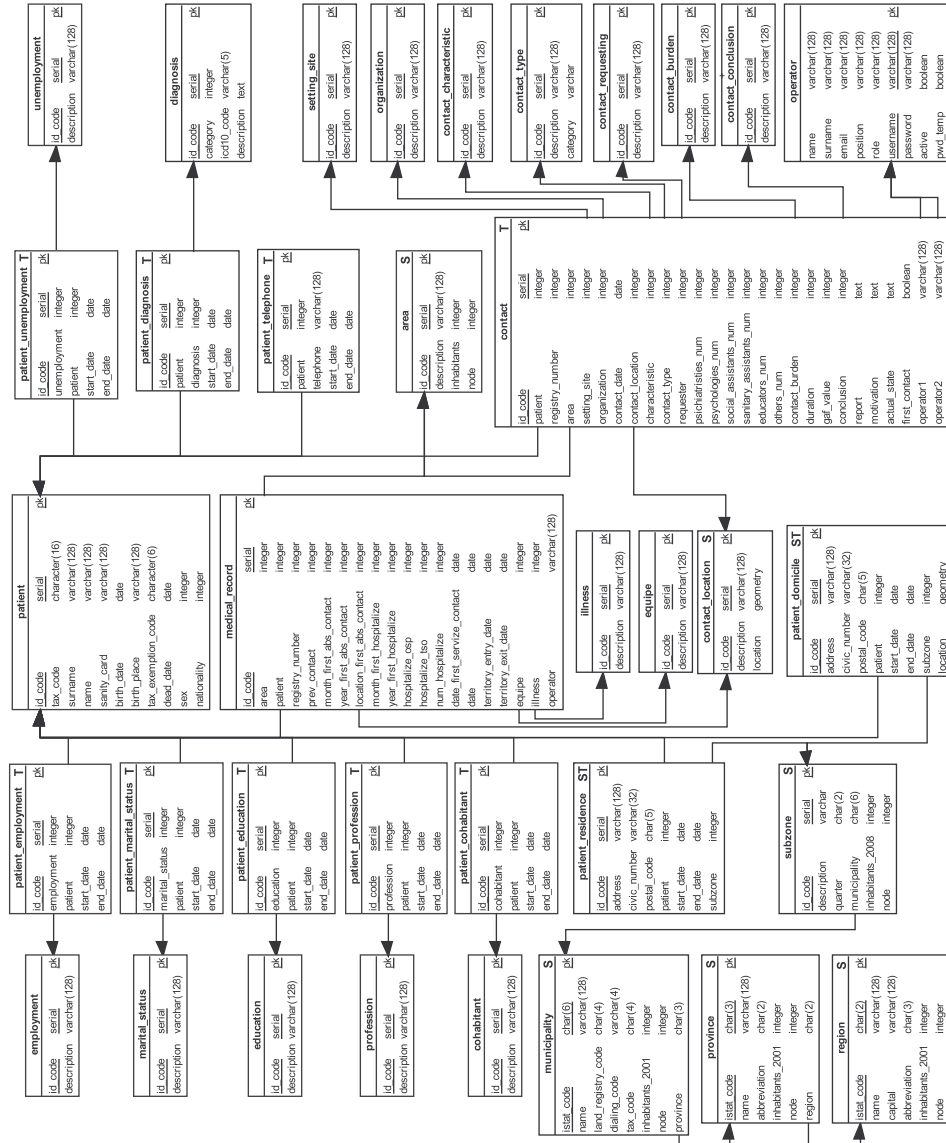 employment
id_code serial pk
description varchar(128)
marital_status
id_code serial pk
description varchar(128)
education
id_code serial pk
description varchar(128)
profession
id_code serial pk
description varchar(128)
cohabitant
id_code serial pk
description varchar(128)
municipality S
istat_code char(6) pk
name varchar(128)
land_registry_code char(4)
dialing_code varchar(4)
tax_code char(4)
inhabitants_2001 integer
node integer
province char(3)
province S
istat_code char(3) pk
name varchar(128)
abbreviation char(2)
inhabitants_2001 integer
node integer
region char(2)
region S
istat_code char(2) pk
name varchar(128)
capital varchar(128)
abbreviation char(3)
inhabitants_2001 integer
node integer
patient_employment T
id_code serial pk
employment integer
patient integer
start_date date
end_date date
patient_marital_status T
id_code serial pk
marital_status integer
patient integer
start_date date
end_date date
patient_education T
id_code serial pk
education integer
patient integer
start_date date
end_date date
patient_profession T
id_code serial pk
profession integer
patient integer
start_date date
end_date date
patient_cohabitant T
id_code serial pk
cohabitant integer
patient integer
start_date date
end_date date
patient_residence ST
id_code serial pk
address varchar(128)
civic_number varchar(32)
postal_code char(5)
patient integer
start_date date
end_date date
subzone integer
subzone S
id_code serial pk
description varchar
quarter char(2)
municipality char(6)
inhabitants_2008 integer
node integer
patient
id_code serial pk
tax_code character(16)
surname varchar(128)
name varchar(128)
sanity_card varchar(128)
birth_date date
birth_place varchar(128)
tax_exemption_code character(6)
dead_date date
sex integer
nationality integer
medical_record
id_code serial pk
area integer
patient integer
registry_number integer
prev_contact integer
month_first_abs_contact integer
year_first_abs_contact integer
location_first_abs_contact integer
month_first_hospitalize integer
year_first_hospitalize integer
hospitalize_osp integer
hospitalize_tso integer
num_hospitalize integer
date_first_servize_contact date
date date
territory_entry_date date
territory_exit_date date
equipe integer
illness integer
operator varchar(128)
illness
id_code serial pk
description varchar(128)
equipe
id_code serial pk
description varchar(128)
contact_location S
id_code serial pk
description varchar(128)
location geometry
patient_domicile ST
id_code serial pk
address varchar(128)
civic_number varchar(32)
postal_code char(5)
patient integer
start_date date
end_date date
subzone integer
location geometry
patient_unemployment T
id_code serial pk
unemployment integer
patient integer
start_date date
end_date date
patient_diagnosis T
id_code serial pk
patient integer
diagnosis integer
start_date date
end_date date
patient_telephone T
id_code serial pk
patient integer
telephone varchar(128)
start_date date
end_date date
area S
id_code serial pk
description varchar(128)
inhabitants integer
node integer
contact T
id_code serial pk
patient integer
registry_number integer
area integer
setting_site integer
organization integer
contact_date date
contact_location integer
characteristic integer
contact_type integer
requester integer
psichiatristies_num integer
psychologies_num integer
social_assistants_num integer
sanitary_assistants_num integer
educators_num integer
others_num integer
contact_burden integer
duration integer
gaf_value integer
conclusion integer
report text
motivation text
actual_state text
first_contact boolean
operator1 varchar(128)
operator2 varchar(128)
unemployment
id_code serial pk
description varchar(128)
diagnosis
id_code serial pk
category integer
icd10_code varchar(5)
description text
setting_site
id_code serial pk
description varchar(128)
organization
id_code serial pk
description varchar(128)
contact_characteristic
id_code serial pk
description varchar(128)
contact_type
id_code serial pk
description varchar(128)
category varchar
contact_requesting
id_code serial pk
description varchar(128)
contact_burden
id_code serial pk
description varchar(128)
contact_conclusion
id_code serial pk
description varchar(128)
operator
name varchar(128)
surname varchar(128)
email varchar(128)
position varchar(128)
role varchar(128)
username varchar(128) pk
password varchar(128)
active boolean
pwd_temp boolean